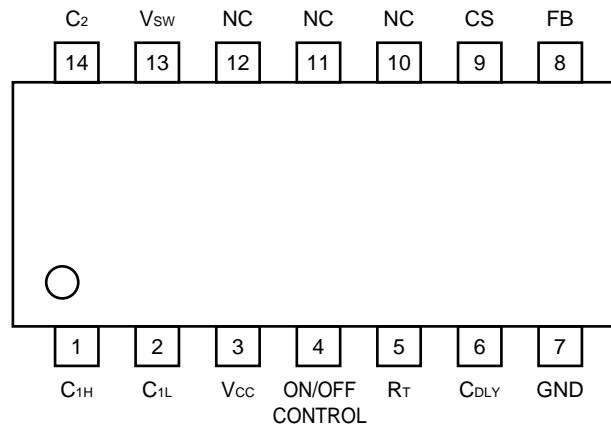 C₂ VSW NC NC NC CS FB
14 13 12 11 10 9 8
1 2 3 4 5 6 7
C1H C1L VCC ON/OFF CONTROL RT CDLY GND